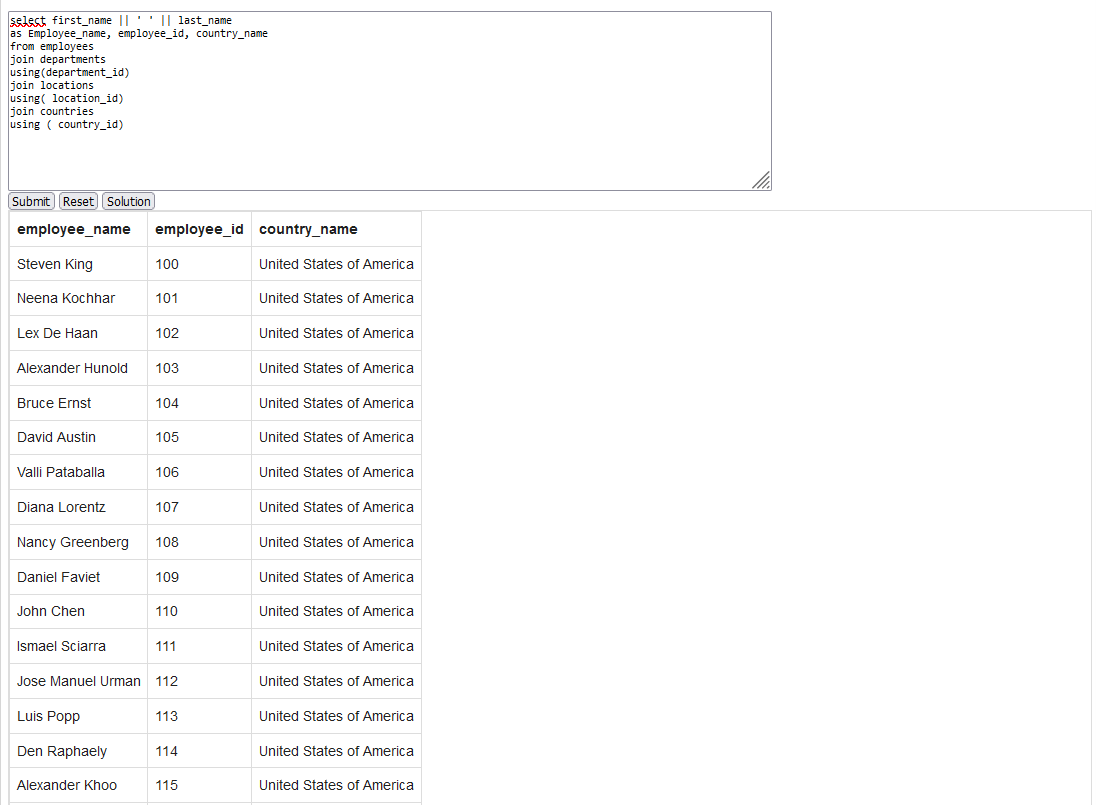 select first_name || ' ' || last_name
as Employee_name, employee_id, country_name
from employees
join departments
using(department_id)
join locations
using( location_id)
join countries
using ( country_id)
Submit Reset Solution
employee_name employee_id country_name
Steven King 100 United States of America
Neena Kochhar 101 United States of America
Lex De Haan 102 United States of America
Alexander Hunold 103 United States of America
Bruce Ernst 104 United States of America
David Austin 105 United States of America
Valli Pataballa 106 United States of America
Diana Lorentz 107 United States of America
Nancy Greenberg 108 United States of America
Daniel Faviet 109 United States of America
John Chen 110 United States of America
Ismael Sciarra 111 United States of America
Jose Manuel Urman 112 United States of America
Luis Popp 113 United States of America
Den Raphaely 114 United States of America
Alexander Khoo 115 United States of America